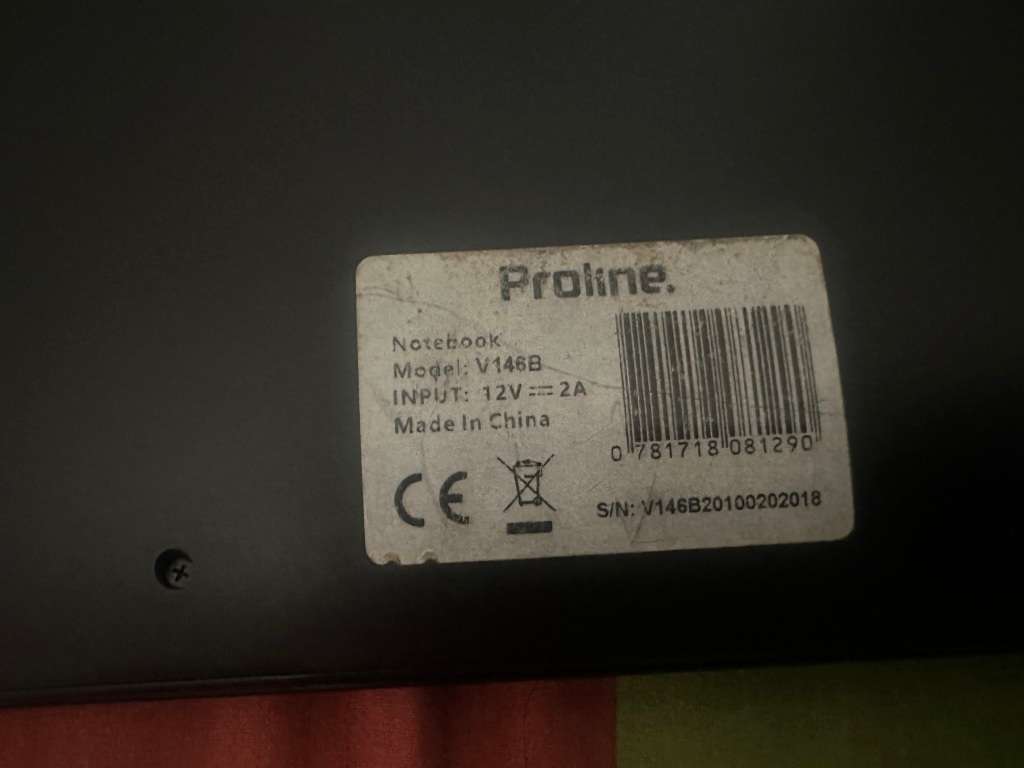 Proline.
Notebook
Model: V146B
INPUT: 12V ⎓ 2A
Made In China
0 781718 081290
CE
S/N: V146B20100202018